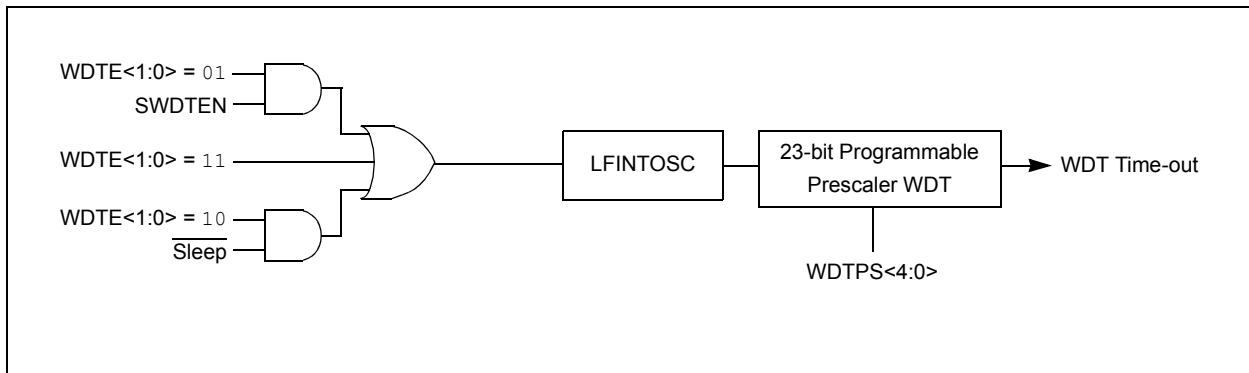 WDTE<1:0> = 01
SWDTEN
WDTE<1:0> = 11
WDTE<1:0> = 10
Sleep
LFINTOSC
23-bit Programmable
Prescaler WDT
WDT Time-out
WDTPS<4:0>